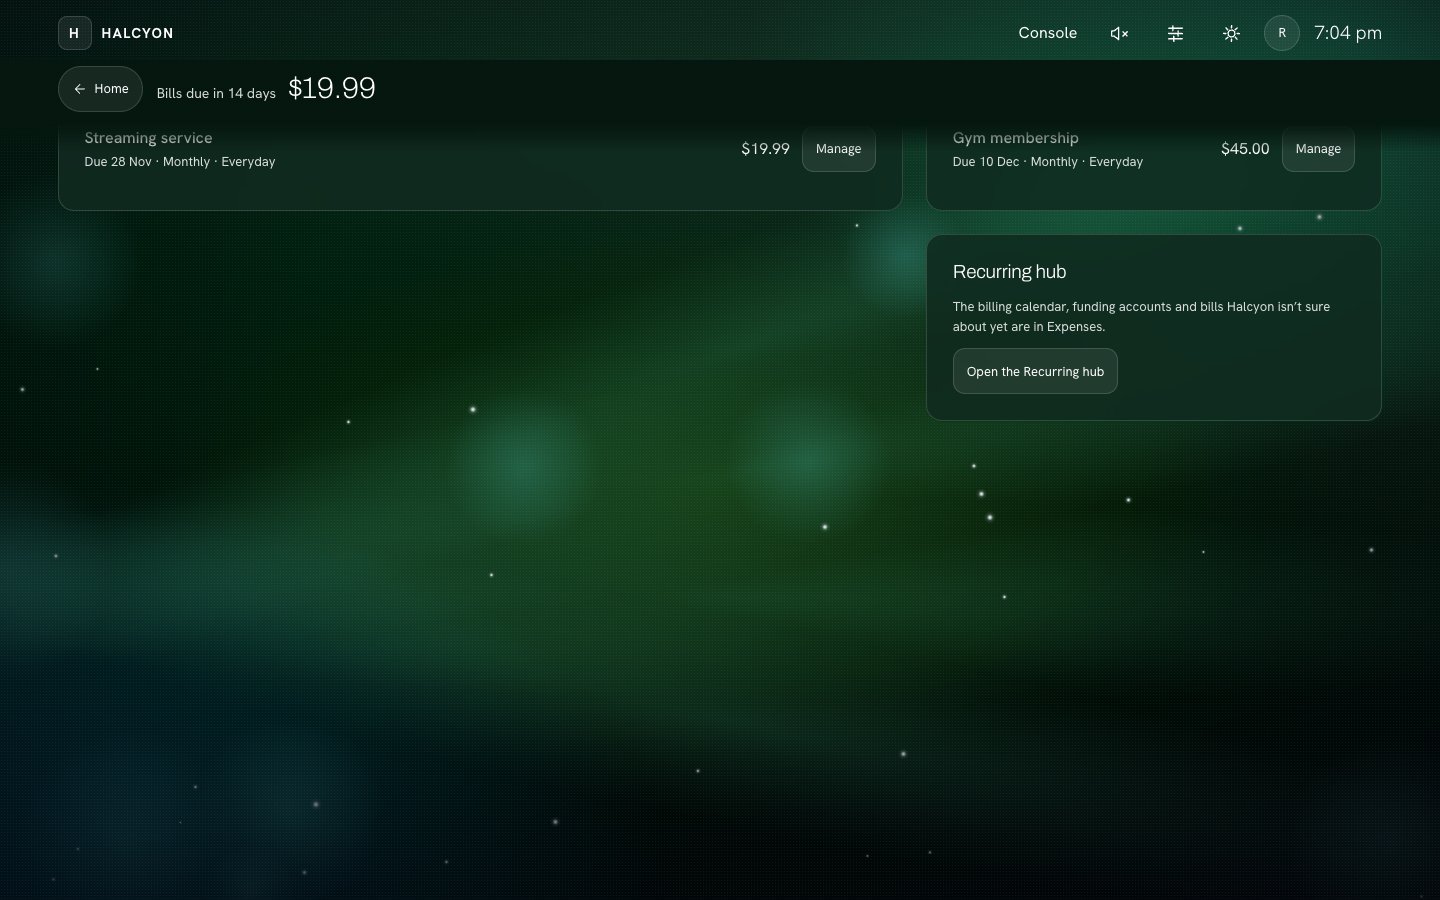 H HALCYON Console R 7:04 pm
Home Bills due in 14 days $19.99
Streaming service
Due 28 Nov · Monthly · Everyday
$19.99 Manage
Gym membership
Due 10 Dec · Monthly · Everyday
$45.00 Manage
Recurring hub
The billing calendar, funding accounts and bills Halcyon isn’t sure
about yet are in Expenses.
Open the Recurring hub